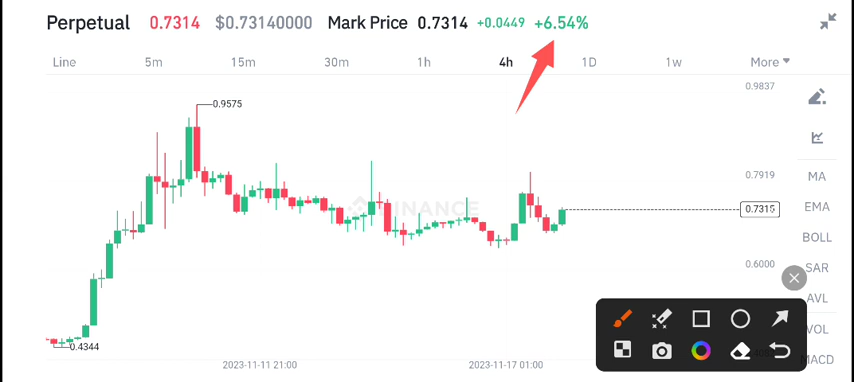 Perpetual 0.7314 $0.73140000 Mark Price 0.7314 +0.0449 +6.54%
Line 5m 15m 30m 1h 4h 1D 1w More
0.9837
0.9575
0.7919
MA
BINANCE
0.7315
EMA
BOLL
0.6000
SAR
AVL
VOL
0.4344
MACD
2023-11-11 21:00 2023-11-17 01:00